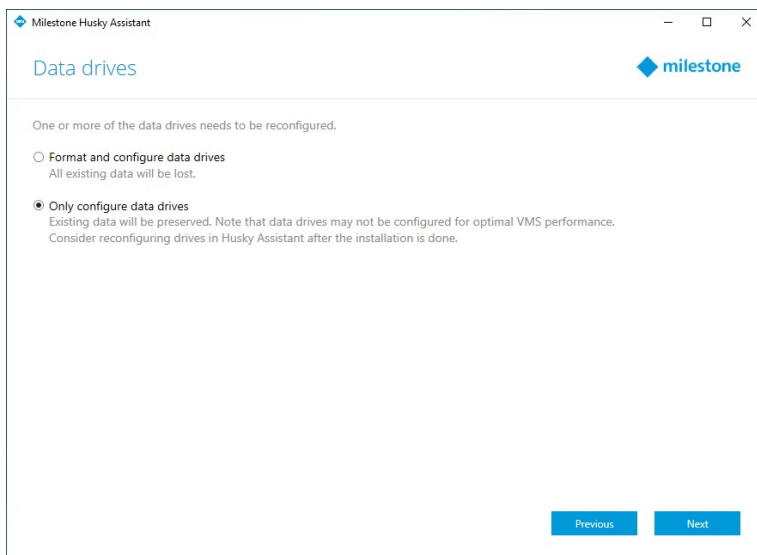 Milestone Husky Assistant
Data drives
milestone
One or more of the data drives needs to be reconfigured.
Format and configure data drives
All existing data will be lost.
Only configure data drives
Existing data will be preserved. Note that data drives may not be configured for optimal VMS performance.
Consider reconfiguring drives in Husky Assistant after the installation is done.
Previous
Next